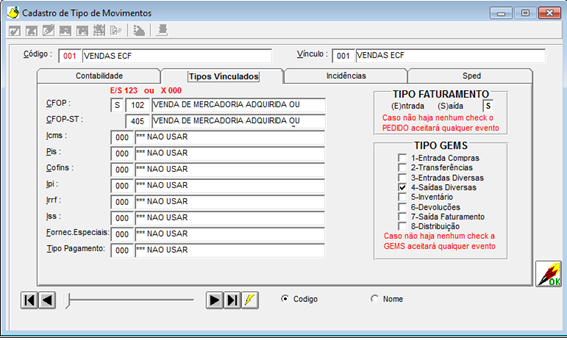 Cadastro de Tipo de Movimentos
Código : 001 VENDAS ECF Vínculo : 001 VENDAS ECF
Contabilidade Tipos Vinculados Incidências Sped
E/S 123 ou X 000
CFOP : S 102 VENDA DE MERCADORIA ADQUIRIDA OU
CFOP-ST : 405 VENDA DE MERCADORIA ADQUIRIDA OU
Icms : 000 *** NAO USAR
Pis : 000 *** NAO USAR
Cofins : 000 *** NAO USAR
Ipi : 000 *** NAO USAR
Irrf : 000 *** NAO USAR
Iss : 000 *** NAO USAR
Fornec.Especiais: 000 *** NAO USAR
Tipo Pagamento: 000 *** NAO USAR
TIPO FATURAMENTO
(E)ntrada (S)aída S
Caso não haja nenhum check o
PEDIDO aceitará qualquer evento
TIPO GEMS
1-Entrada Compras
2-Transferências
3-Entradas Diversas
4-Saídas Diversas
5-Inventário
6-Devoluções
7-Saída Faturamento
8-Distribuição
Caso não haja nenhum check a
GEMS aceitará qualquer evento
OK
Codigo Nome